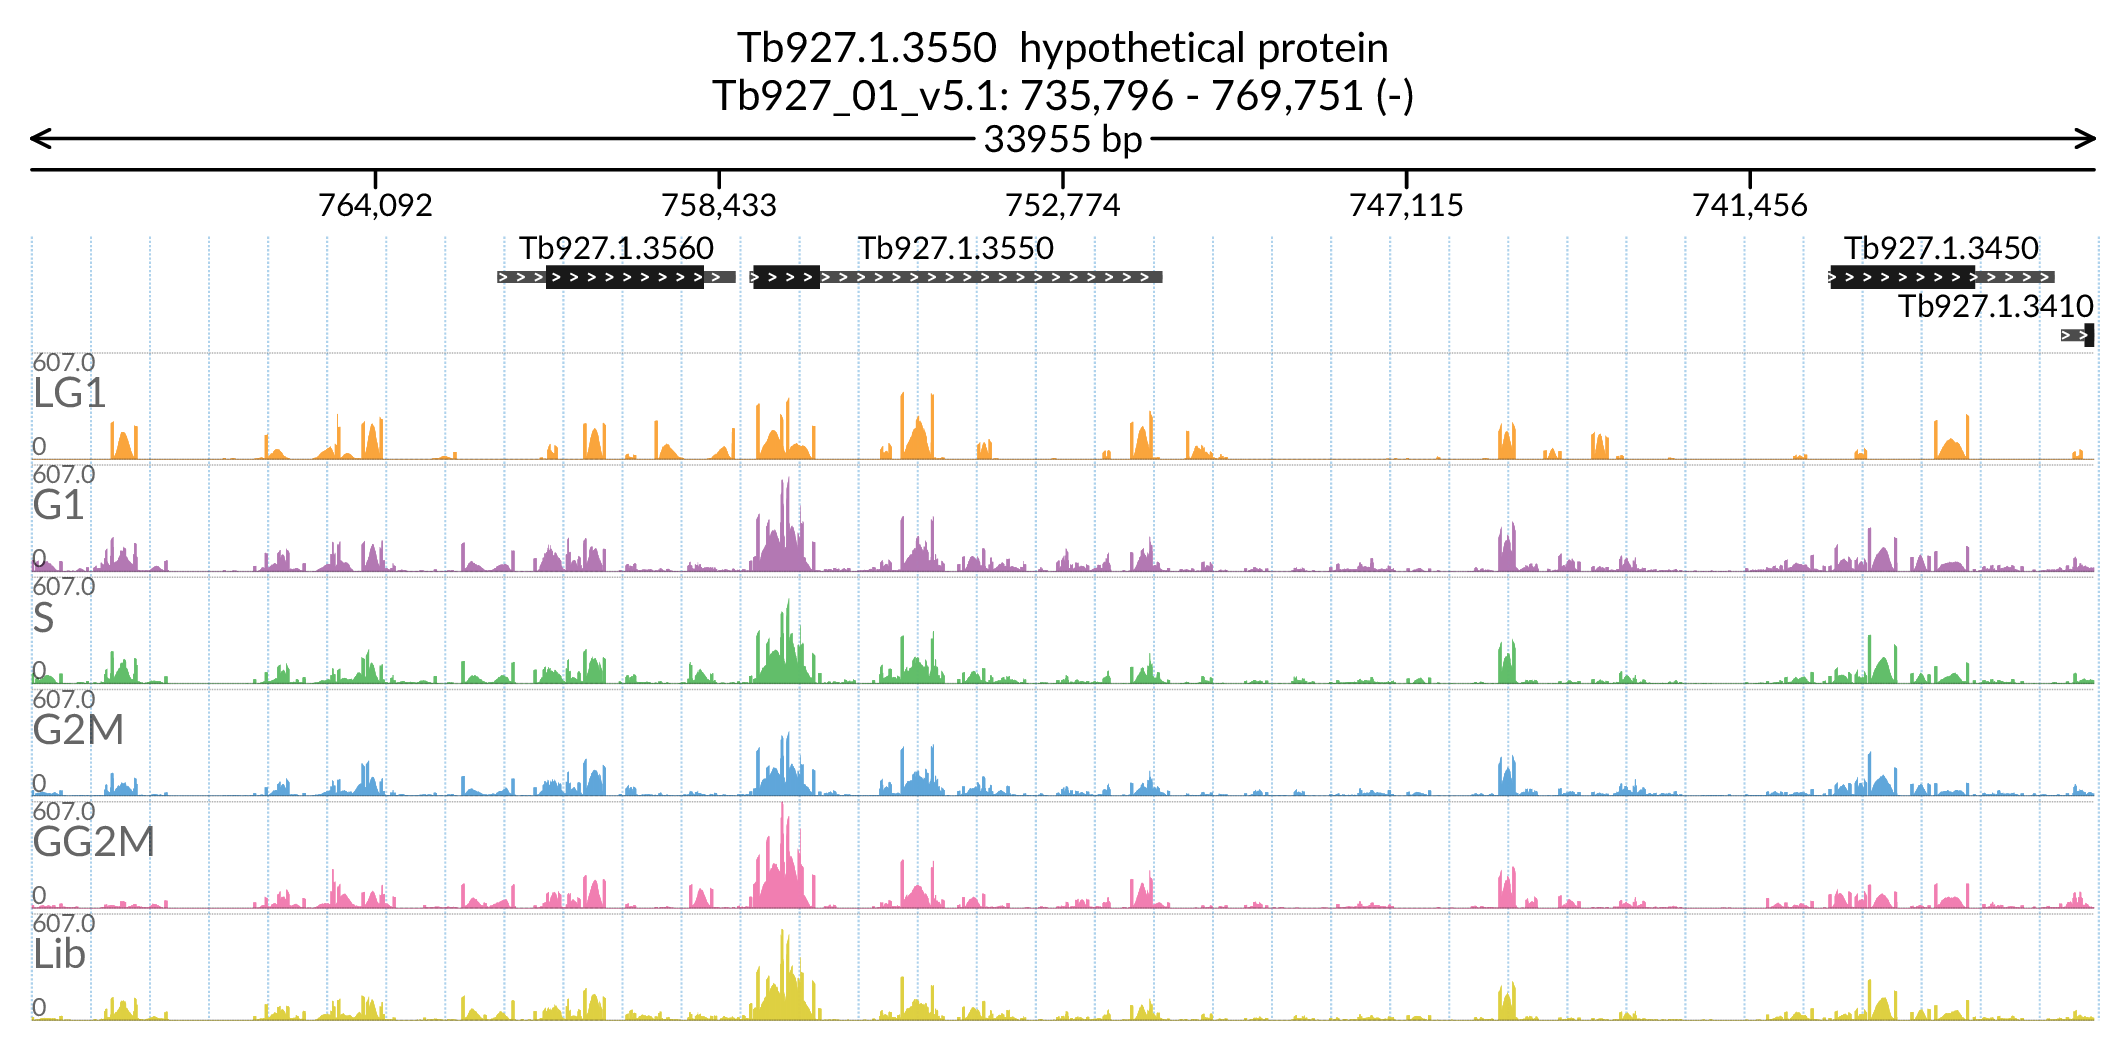 Tb927.1.3550  hypothetical protein
Tb927_01_v5.1: 735,796 - 769,751 (-)
33955 bp
764,092 758,433 752,774 747,115 741,456
Tb927.1.3560 Tb927.1.3550 Tb927.1.3450
Tb927.1.3410
607.0
LG1
0
607.0
G1
0
607.0
S
0
607.0
G2M
0
607.0
GG2M
0
607.0
Lib
0